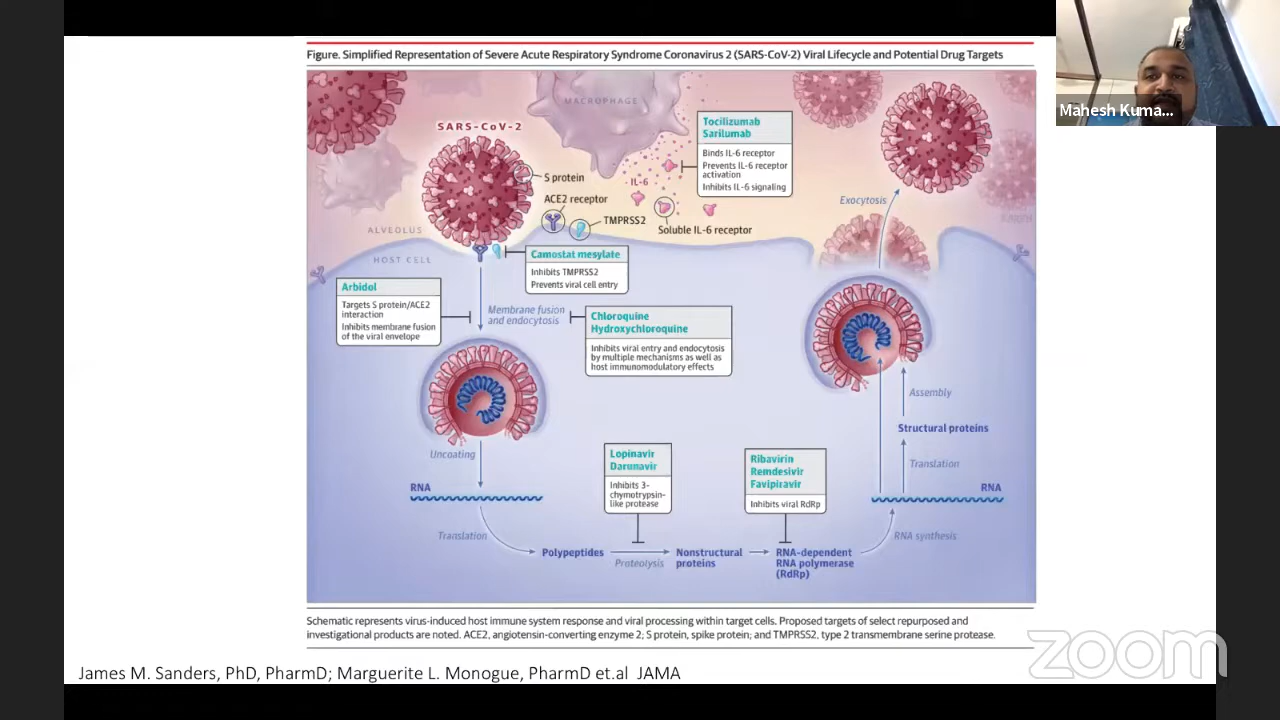 Figure. Simplified Representation of Severe Acute Respiratory Syndrome Coronavirus 2 (SARS-CoV-2) Viral Lifecycle and Potential Drug Targets
Mahesh Kuma...
MACROPHAGE
SARS-CoV-2
Tocilizumab
Sarilumab
Binds IL-6 receptor
Prevents IL-6 receptor
activation
Inhibits IL-6 signaling
S protein
IL-6
ACE2 receptor
TMPRSS2
Soluble IL-6 receptor
Exocytosis
ALVEOLUS
HOST CELL
Camostat mesylate
Inhibits TMPRSS2
Prevents viral cell entry
Arbidol
Targets S protein/ACE2
interaction
Inhibits membrane fusion
of the viral envelope
Membrane fusion
and endocytosis
Chloroquine
Hydroxychloroquine
Inhibits viral entry and endocytosis
by multiple mechanisms as well as
host immunomodulatory effects
Assembly
Structural proteins
Translation
Uncoating
RNA
Lopinavir
Darunavir
Inhibits 3-
chymotrypsin-
like protease
Ribavirin
Remdesivir
Favipiravir
Inhibits viral RdRp
RNA
RNA synthesis
Translation
Polypeptides
Proteolysis
Nonstructural
proteins
RNA-dependent
RNA polymerase
(RdRp)
Schematic represents virus-induced host immune system response and viral processing within target cells. Proposed targets of select repurposed and
investigational products are noted. ACE2, angiotensin-converting enzyme 2; S protein, spike protein; and TMPRSS2, type 2 transmembrane serine protease.
James M. Sanders, PhD, PharmD; Marguerite L. Monogue, PharmD et.al JAMA
zoom